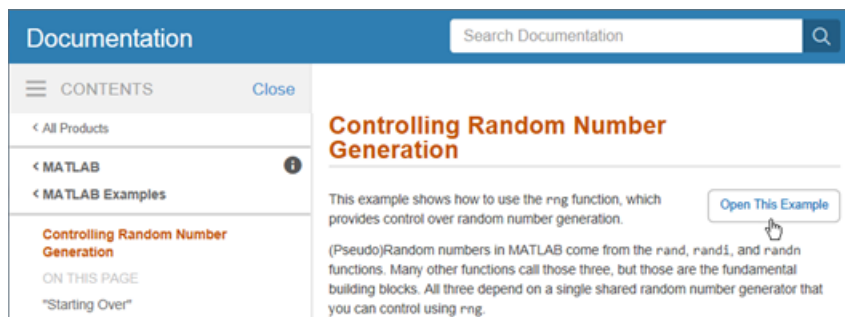 Documentation
Search Documentation
CONTENTS
Close
< All Products
< MATLAB
< MATLAB Examples
Controlling Random Number
Generation
ON THIS PAGE
"Starting Over"
Controlling Random Number
Generation
This example shows how to use the rng function, which
provides control over random number generation.
Open This Example
(Pseudo)Random numbers in MATLAB come from the rand, randi, and randn
functions. Many other functions call those three, but those are the fundamental
building blocks. All three depend on a single shared random number generator that
you can control using rng.